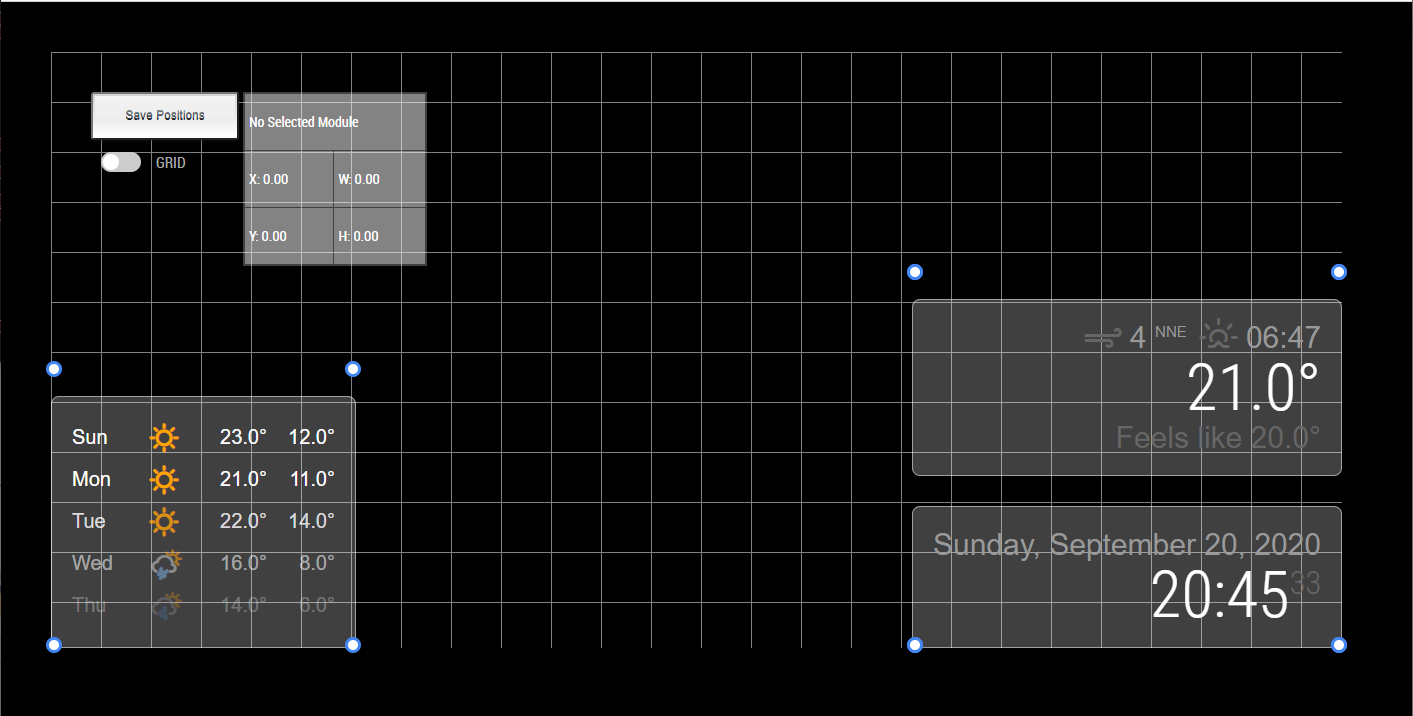 Save Positions
GRID
No Selected Module
X: 0.00 W: 0.00
Y: 0.00 H: 0.00
4 NNE 06:47
21.0°
Feels like 20.0°
Sun 23.0° 12.0°
Mon 21.0° 11.0°
Tue 22.0° 14.0°
Wed 16.0° 8.0°
Thu 14.0° 6.0°
Sunday, September 20, 2020
20:45 33